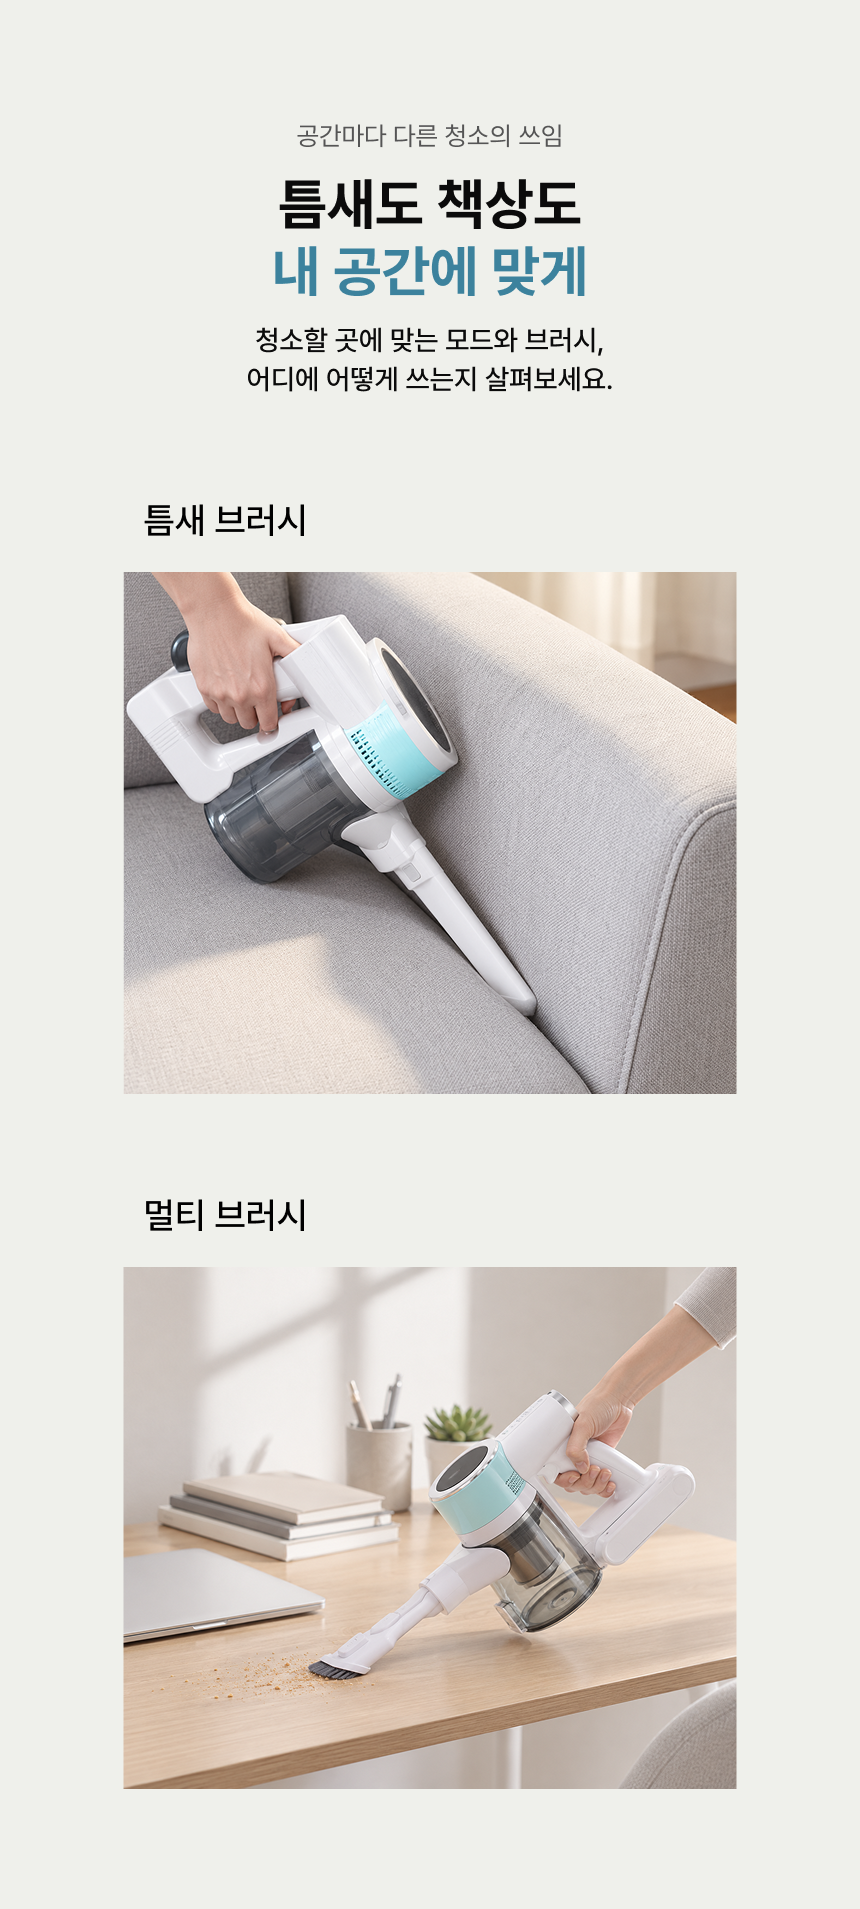 공간마다 다른 청소의 쓰임
틈새도 책상도
내 공간에 맞게
청소할 곳에 맞는 모드와 브러시,
어디에 어떻게 쓰는지 살펴보세요.
틈새 브러시
멀티 브러시